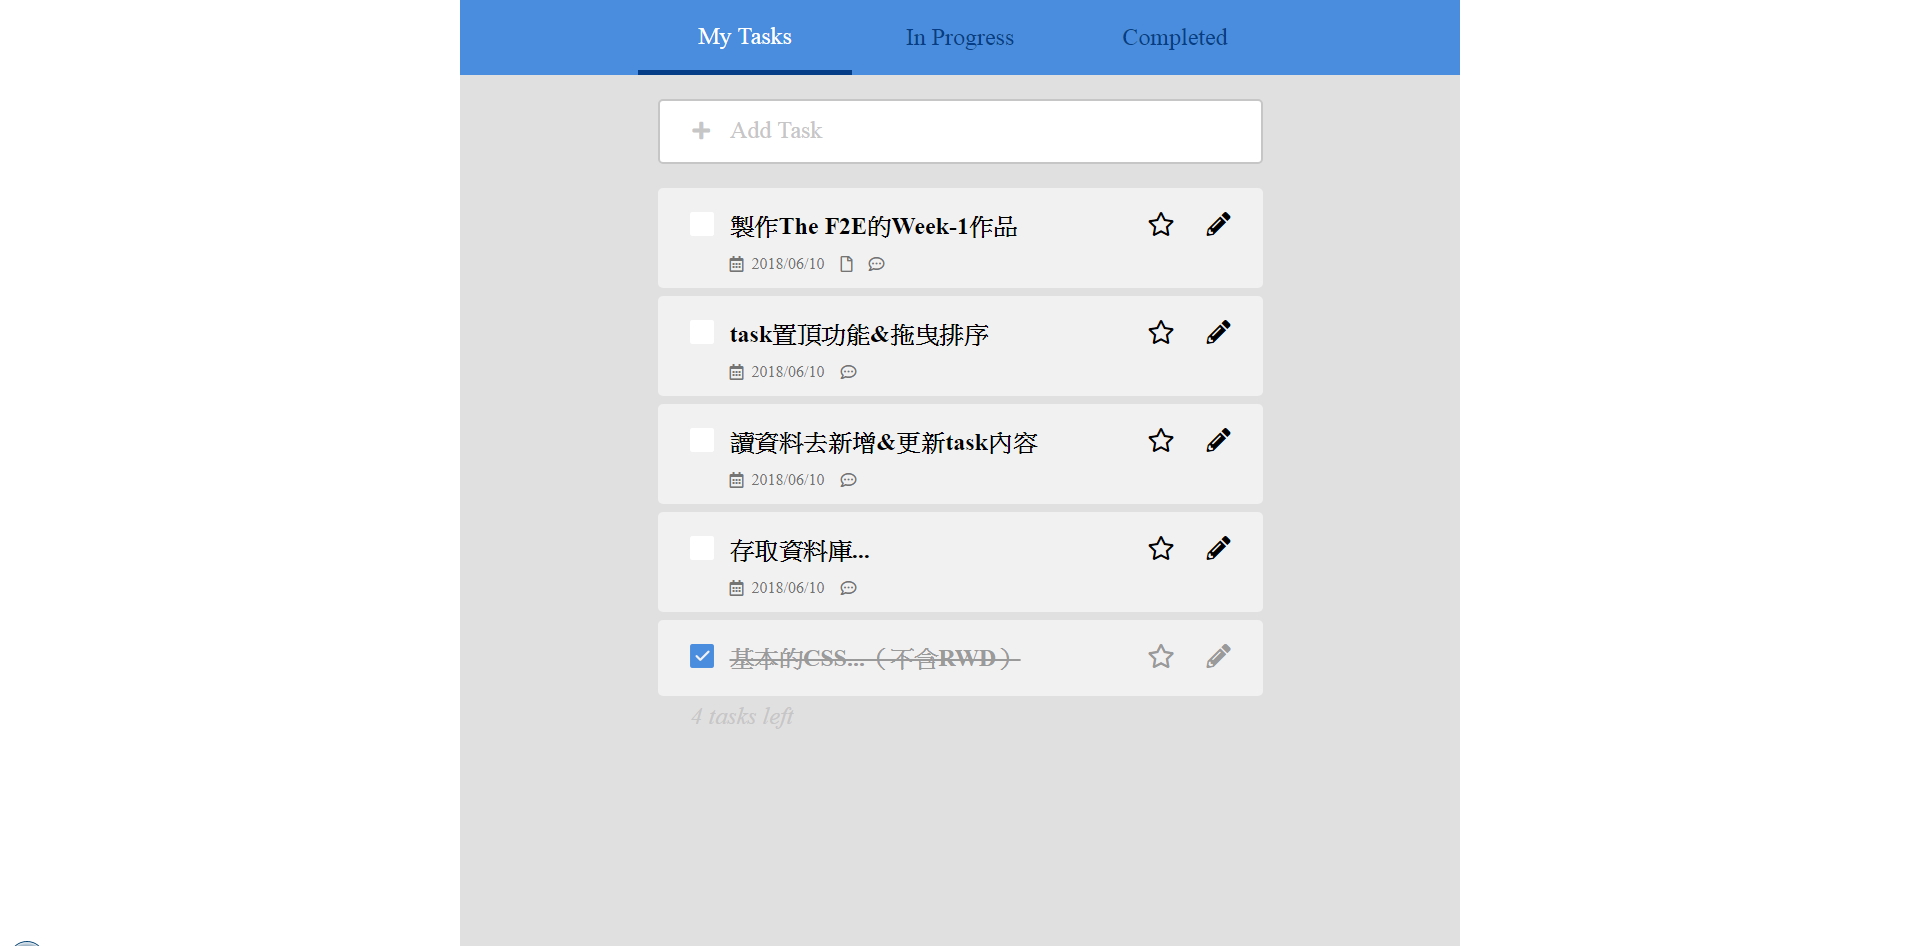 My Tasks In Progress Completed
Add Task
製作The F2E的Week-1作品
2018/06/10
task置頂功能&拖曳排序
2018/06/10
讀資料去新增&更新task內容
2018/06/10
存取資料庫...
2018/06/10
基本的CSS...（不含RWD）
4 tasks left